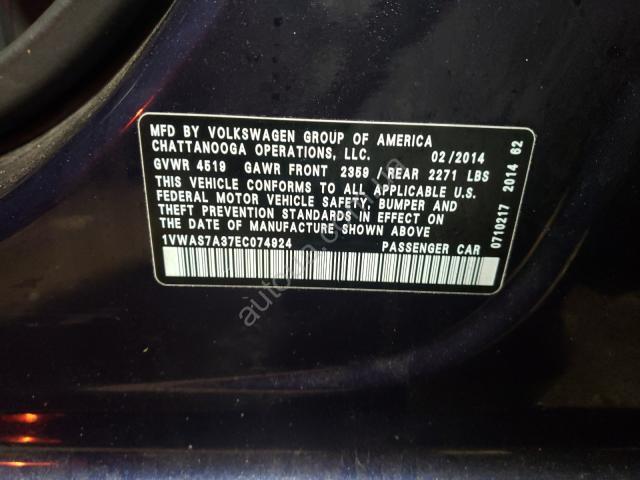 MFD BY VOLKSWAGEN GROUP OF AMERICA
CHATTANOOGA OPERATIONS, LLC. 02/2014
GVWR 4519 GAWR FRONT 2359 / REAR 2271 LBS
THIS VEHICLE CONFORMS TO ALL APPLICABLE U.S.
FEDERAL MOTOR VEHICLE SAFETY, BUMPER AND
THEFT PREVENTION STANDARDS IN EFFECT ON
THE DATE OF MANUFACTURE SHOWN ABOVE
1VWAS7A37EC074924 PASSENGER CAR
0710217 2014 62